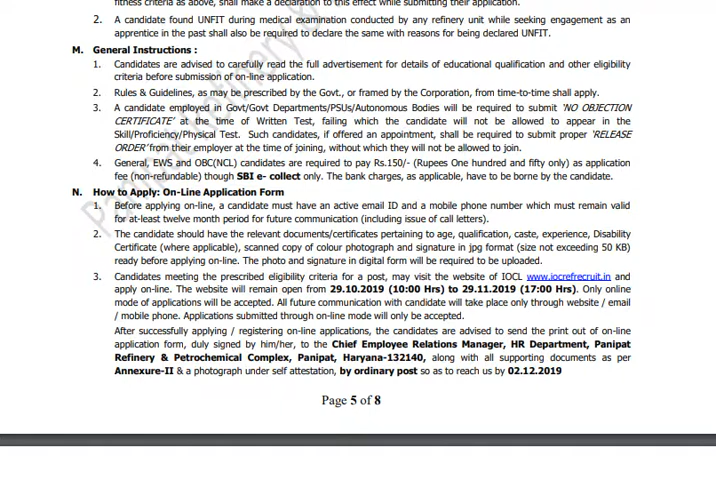 fitness criteria as above, shall make a declaration to this effect while submitting their application.
2. A candidate found UNFIT during medical examination conducted by any refinery unit while seeking engagement as an
apprentice in the past shall also be required to declare the same with reasons for being declared UNFIT.
M. General Instructions :
1. Candidates are advised to carefully read the full advertisement for details of educational qualification and other eligibility
criteria before submission of on-line application.
2. Rules & Guidelines, as may be prescribed by the Govt., or framed by the Corporation, from time-to-time shall apply.
3. A candidate employed in Govt/Govt Departments/PSUs/Autonomous Bodies will be required to submit 'NO OBJECTION
CERTIFICATE' at the time of Written Test, failing which the candidate will not be allowed to appear in the
Skill/Proficiency/Physical Test. Such candidates, if offered an appointment, shall be required to submit proper 'RELEASE
ORDER' from their employer at the time of joining, without which they will not be allowed to join.
4. General, EWS and OBC(NCL) candidates are required to pay Rs.150/- (Rupees One hundred and fifty only) as application
fee (non-refundable) though SBI e- collect only. The bank charges, as applicable, have to be borne by the candidate.
N. How to Apply: On-Line Application Form
1. Before applying on-line, a candidate must have an active email ID and a mobile phone number which must remain valid
for at-least twelve month period for future communication (including issue of call letters).
2. The candidate should have the relevant documents/certificates pertaining to age, qualification, caste, experience, Disability
Certificate (where applicable), scanned copy of colour photograph and signature in jpg format (size not exceeding 50 KB)
ready before applying on-line. The photo and signature in digital form will be required to be uploaded.
3. Candidates meeting the prescribed eligibility criteria for a post, may visit the website of IOCL www.iocrefrecruit.in and
apply on-line. The website will remain open from 29.10.2019 (10:00 Hrs) to 29.11.2019 (17:00 Hrs). Only online
mode of applications will be accepted. All future communication with candidate will take place only through website / email
/ mobile phone. Applications submitted through on-line mode will only be accepted.
After successfully applying / registering on-line applications, the candidates are advised to send the print out of on-line
application form, duly signed by him/her, to the Chief Employee Relations Manager, HR Department, Panipat
Refinery & Petrochemical Complex, Panipat, Haryana-132140, along with all supporting documents as per
Annexure-II & a photograph under self attestation, by ordinary post so as to reach us by 02.12.2019
Page 5 of 8
Panipat Refinery &